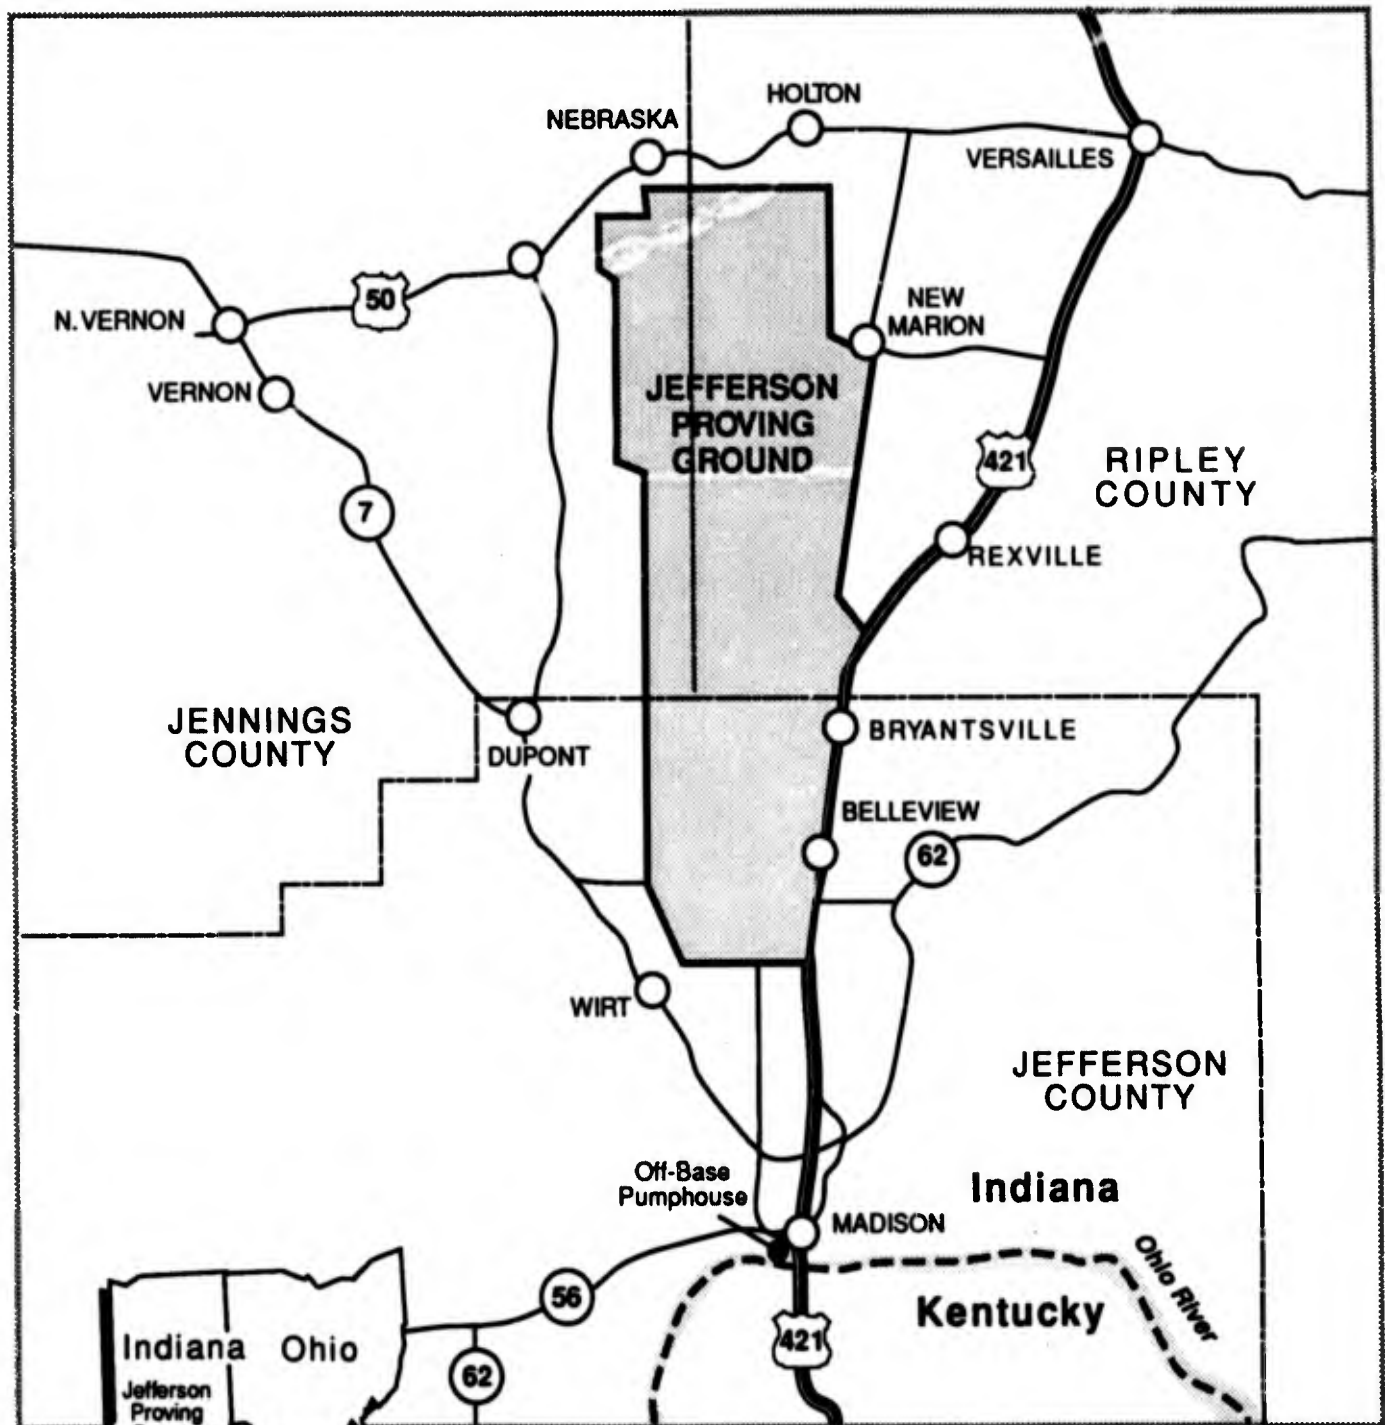 HOLTON
NEBRASKA
VERSAILLES
50
NEW
MARION
N. VERNON
VERNON
JEFFERSON
PROVING
GROUND
421
RIPLEY
COUNTY
7
REXVILLE
JENNINGS
COUNTY
BRYANTSVILLE
DUPONT
BELLEVIEW
62
WIRT
JEFFERSON
COUNTY
Off-Base
Pumphouse
Indiana
MADISON
Ohio River
56
Kentucky
421
Indiana
Ohio
62
Jefferson
Proving